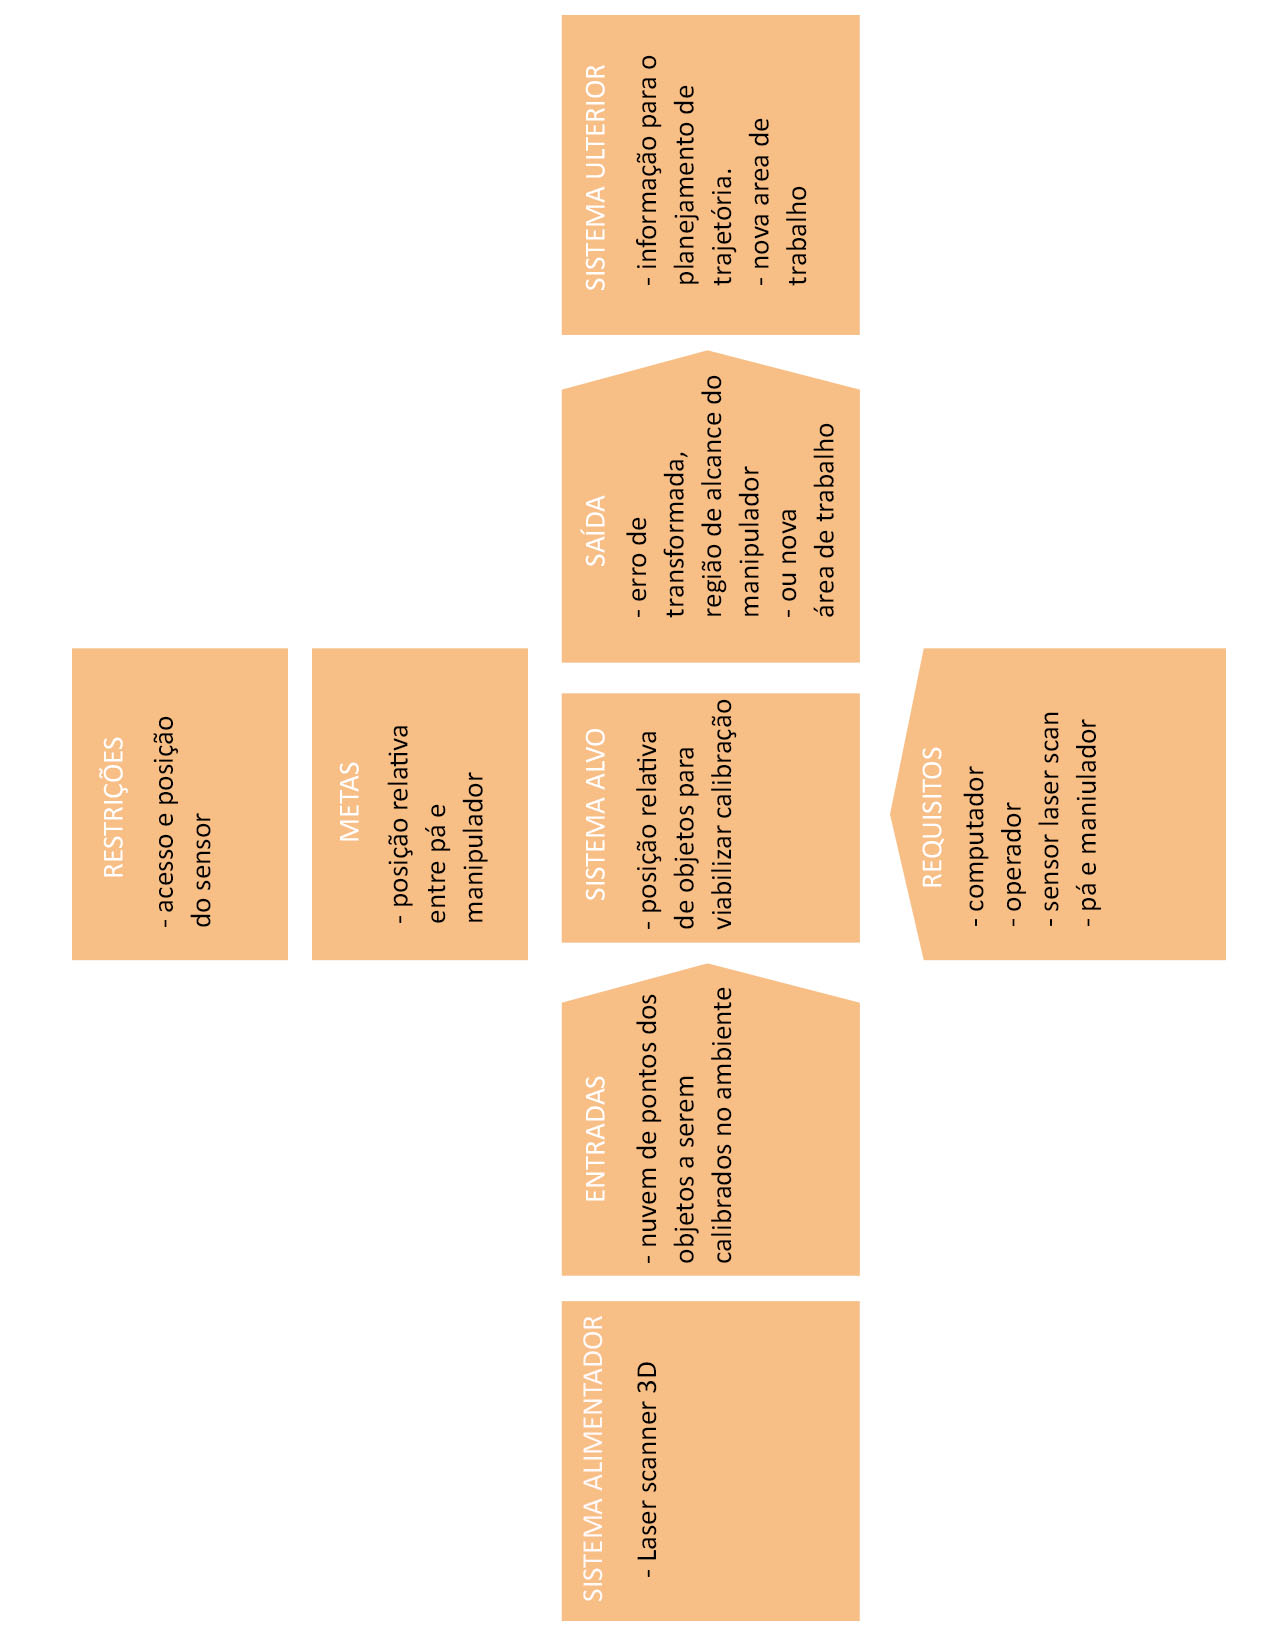 RESTRIÇÕES
- acesso e posição
do sensor
METAS
- posição relativa
entre pá e
manipulador
SISTEMA ALIMENTADOR
- Laser scanner 3D
ENTRADAS
- nuvem de pontos dos
objetos a serem
calibrados no ambiente
SISTEMA ALVO
- posição relativa
de objetos para
viabilizar calibração
SAÍDA
- erro de
transformada,
região de alcance do
manipulador
- ou nova
área de trabalho
SISTEMA ULTERIOR
- informação para o
planejamento de
trajetória.
- nova area de
trabalho
REQUISITOS
- computador
- operador
- sensor laser scan
- pá e maniulador